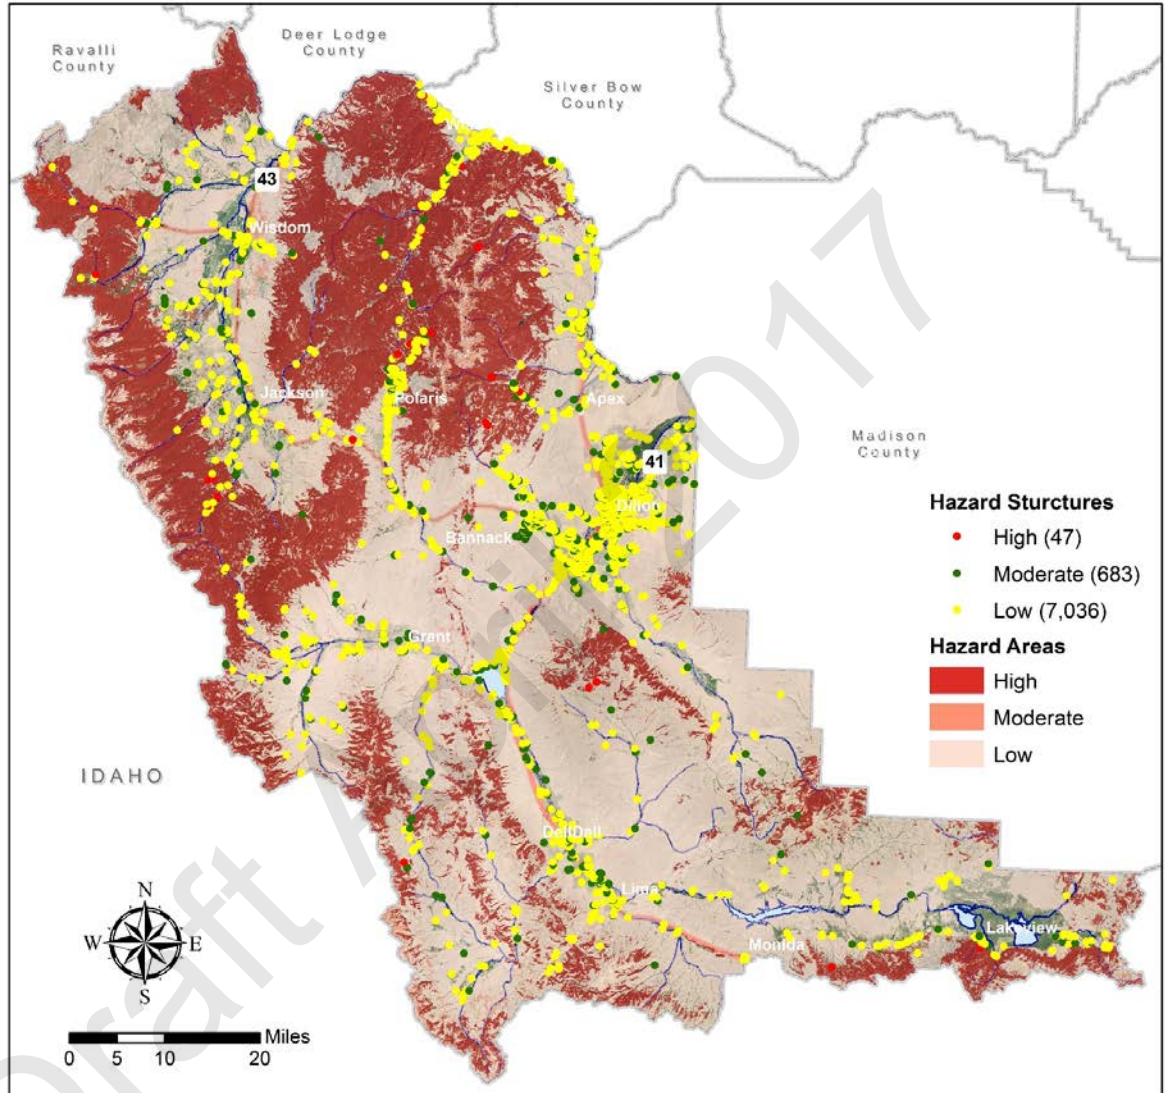 Ravalli
County
Deer Lodge
County
Silver Bow
County
43
Wisdom
Jackson
Polaris
Apex
41
Dillon
Bannack
Madison
County
Grant
Hazard Sturctures
High (47)
Moderate (683)
Low (7,036)
Hazard Areas
High
Moderate
Low
IDAHO
DellDell
Lima
Monida
Lakeview
N
W
E
S
Miles
0
5
10
20
Draft April 2017